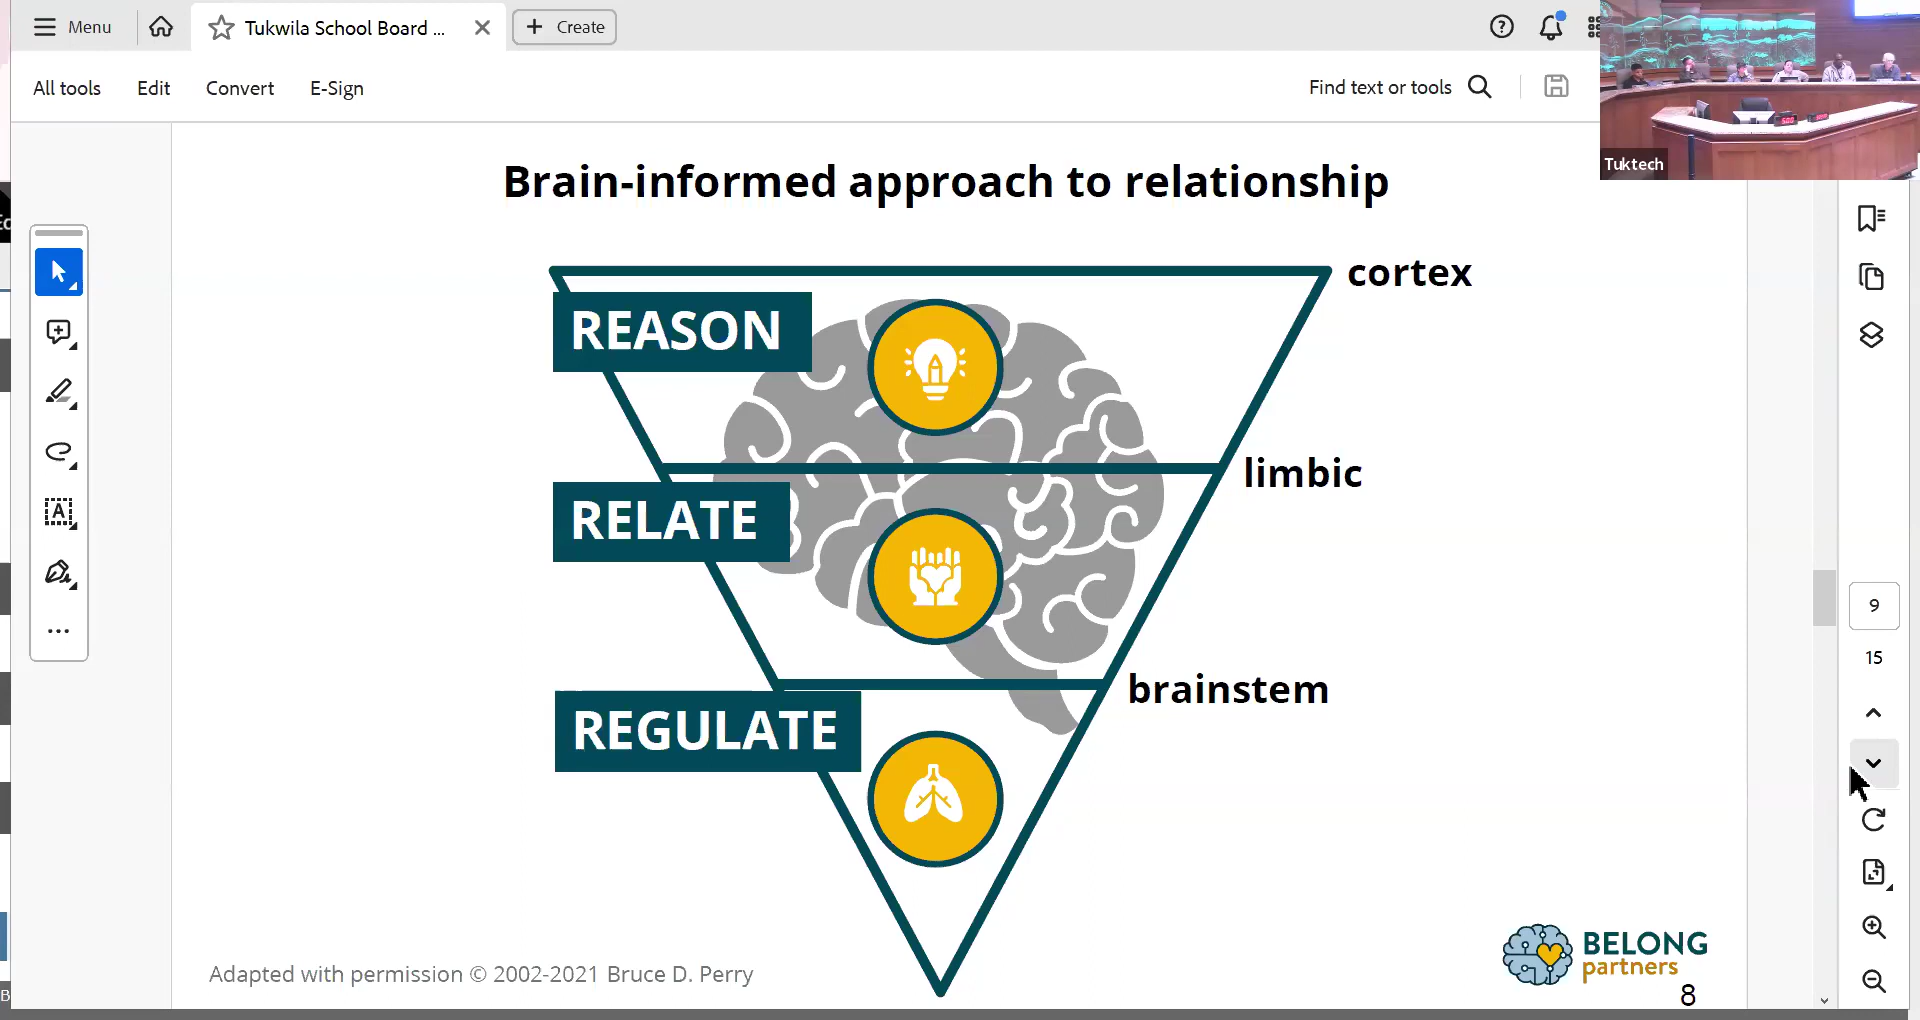 Menu
Tukwila School Board ...
Create
All tools
Edit
Convert
E-Sign
Find text or tools
Tuktech
Brain-informed approach to relationship
cortex
REASON
limbic
RELATE
brainstem
REGULATE
9
15
Adapted with permission © 2002-2021 Bruce D. Perry
BELONG
partners
8